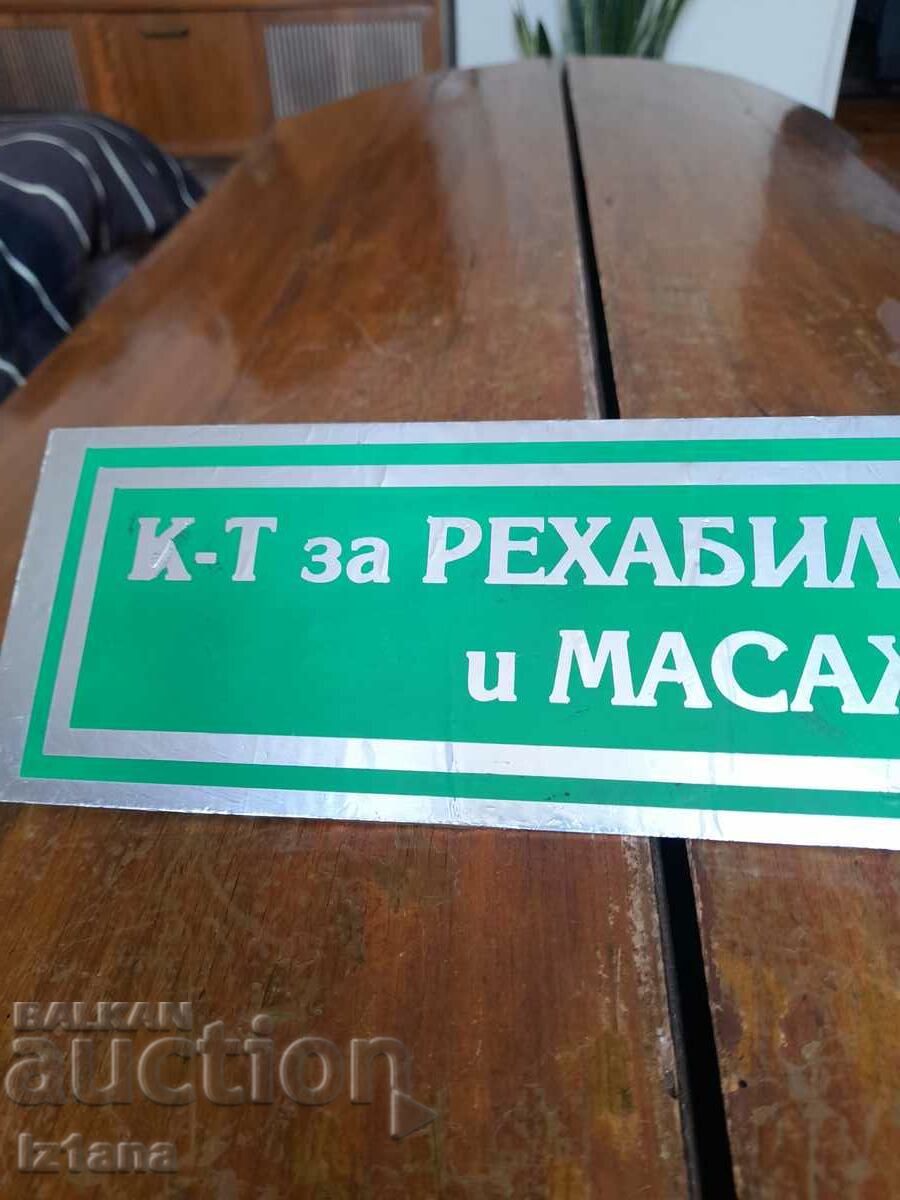 К-Т за РЕХАБИЛ
и МАСАЖ
BALKAN
auction
Iz1ana